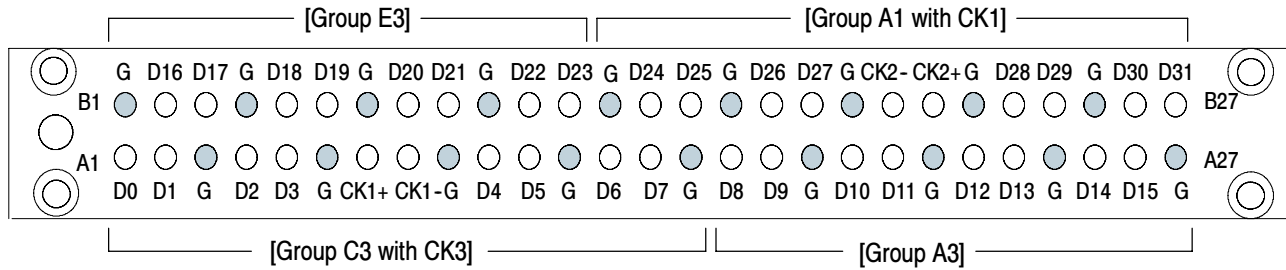 [Group E3] [Group A1 with CK1]
G D16 D17 G D18 D19 G D20 D21 G D22 D23 G D24 D25 G D26 D27 G CK2- CK2+ G D28 D29 G D30 D31
B1 B27
A1 A27
D0 D1 G D2 D3 G CK1+ CK1- G D4 D5 G D6 D7 G D8 D9 G D10 D11 G D12 D13 G D14 D15 G
[Group C3 with CK3] [Group A3]